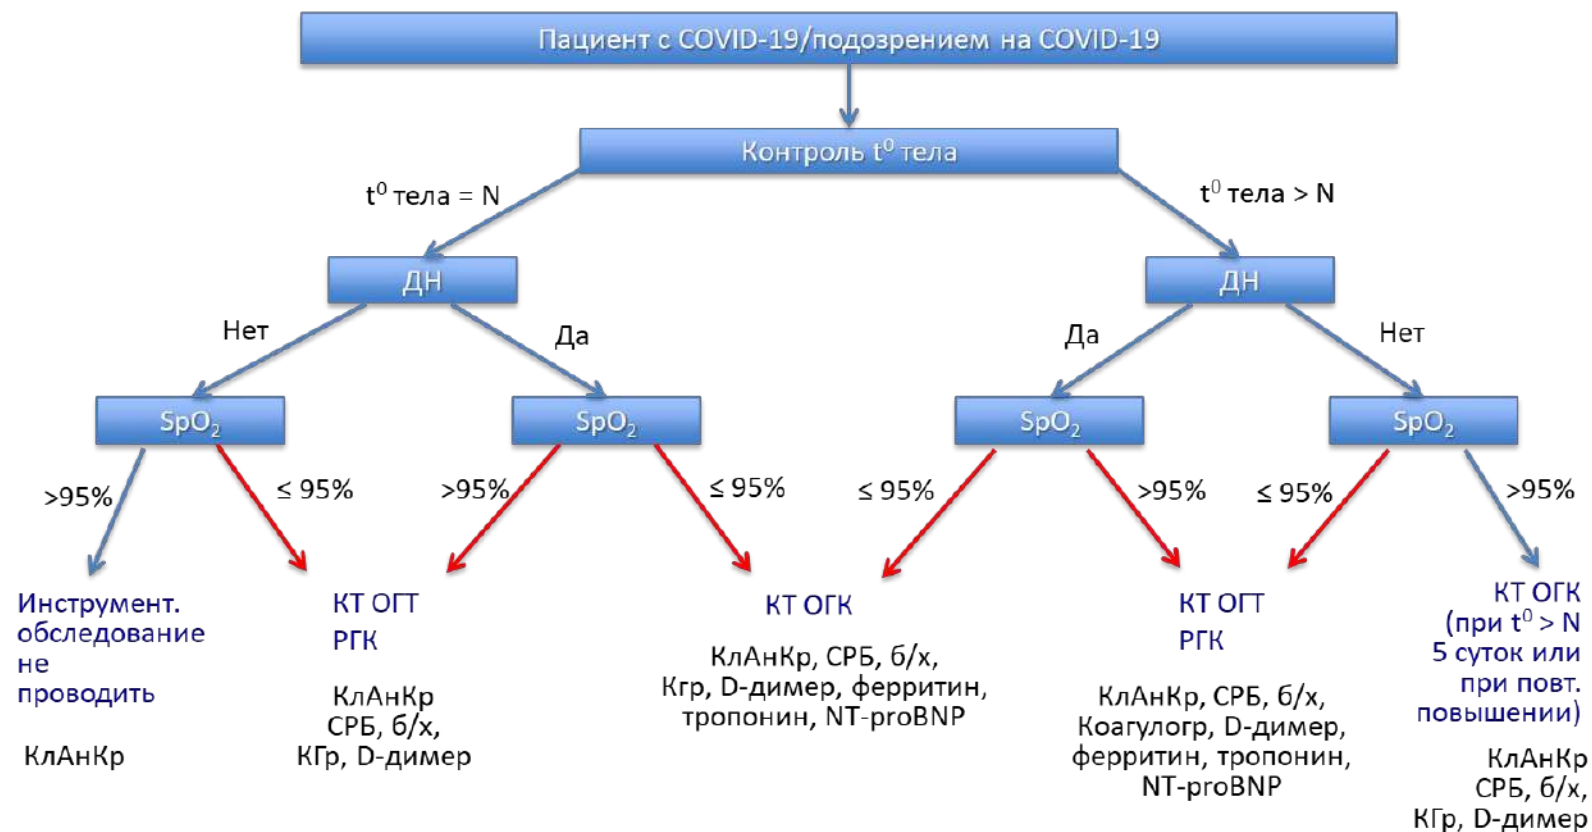 Пациент с COVID-19/подозрением на COVID-19
Контроль t⁰ тела
t⁰ тела = N
t⁰ тела > N
ДН
ДН
Нет
Да
Да
Нет
SpO₂
SpO₂
SpO₂
SpO₂
>95%
≤ 95%
>95%
≤ 95%
≤ 95%
>95%
≤ 95%
>95%
Инструмент.
обследование
не
проводить
КлАнКр
КТ ОГТ
РГК
КлАнКр
СРБ, б/х,
КГр, D-димер
КТ ОГК
КлАнКр, СРБ, б/х,
Кгр, D-димер, ферритин,
тропонин, NT-proBNP
КТ ОГТ
РГК
КлАнКр, СРБ, б/х,
Коагулогр, D-димер,
ферритин, тропонин,
NT-proBNP
КТ ОГК
(при t⁰ > N
5 суток или
при повт.
повышении)
КлАнКр
СРБ, б/х,
КГр, D-димер